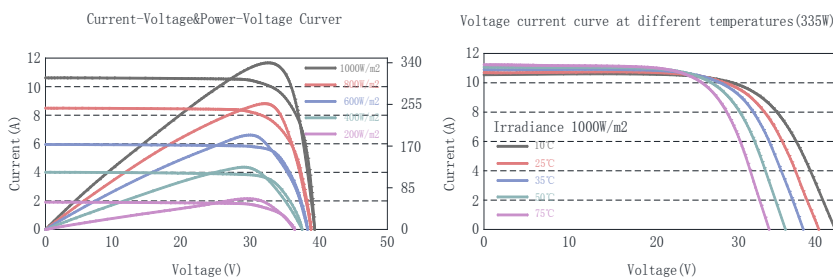 Current-Voltage&Power-Voltage Curver
12
10
8
6
4
2
0
Current(A)
1000W/m2
800W/m2
600W/m2
400W/m2
200W/m2
340
255
170
85
0
0 10 20 30 40 50
Voltage(V)
Voltage current curve at different temperatures(335W)
12
10
8
6
4
2
0
Current(A)
Irradiance 1000W/m2
10℃
25℃
35℃
50℃
75℃
0 10 20 30 40
Voltage(V)